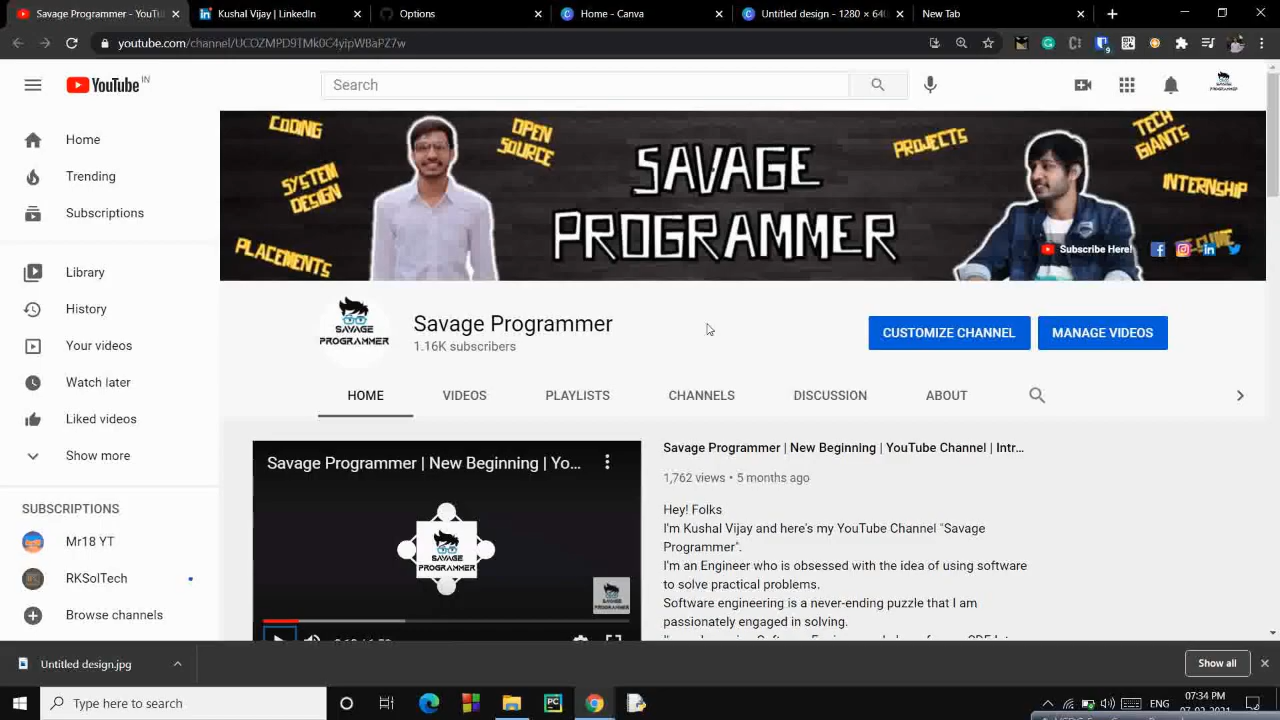 Savage Programmer - YouTu
Kushal Vijay | LinkedIn
Options
Home - Canva
Untitled design - 1280 × 640
New Tab
youtube.com/channel/UCOZMPD9TMk0C4yipWBaPZ7w
9
YouTube IN
Search
Home
Trending
Subscriptions
Library
History
Your videos
Watch later
Liked videos
Show more
SUBSCRIPTIONS
Mr18 YT
RKSolTech
Browse channels
CODING
SYSTEM DESIGN
PLACEMENTS
OPEN SOURCE
SAVAGE
PROGRAMMER
PROJECTS
TECH GIANTS
INTERNSHIP
Subscribe Here!
SAVAGE
PROGRAMMER
Savage Programmer
1.16K subscribers
CUSTOMIZE CHANNEL
MANAGE VIDEOS
HOME
VIDEOS
PLAYLISTS
CHANNELS
DISCUSSION
ABOUT
Savage Programmer | New Beginning | Yo...
SAVAGE
PROGRAMMER
Savage Programmer | New Beginning | YouTube Channel | Intr...
1,762 views • 5 months ago
Hey! Folks
I'm Kushal Vijay and here's my YouTube Channel "Savage
Programmer".
I'm an Engineer who is obsessed with the idea of using software
to solve practical problems.
Software engineering is a never-ending puzzle that I am
passionately engaged in solving.
Untitled design.jpg
Show all
Type here to search
ENG
07:34 PM